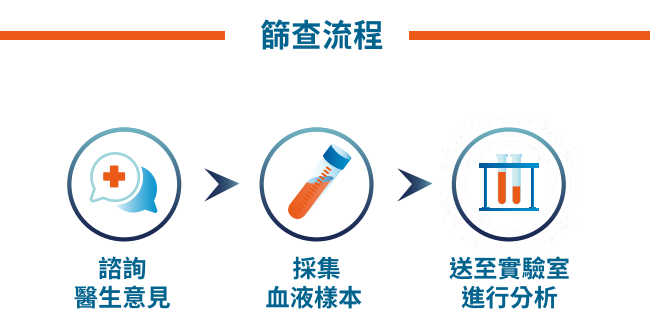 篩查流程
諮詢
醫生意見
採集
血液樣本
送至實驗室
進行分析